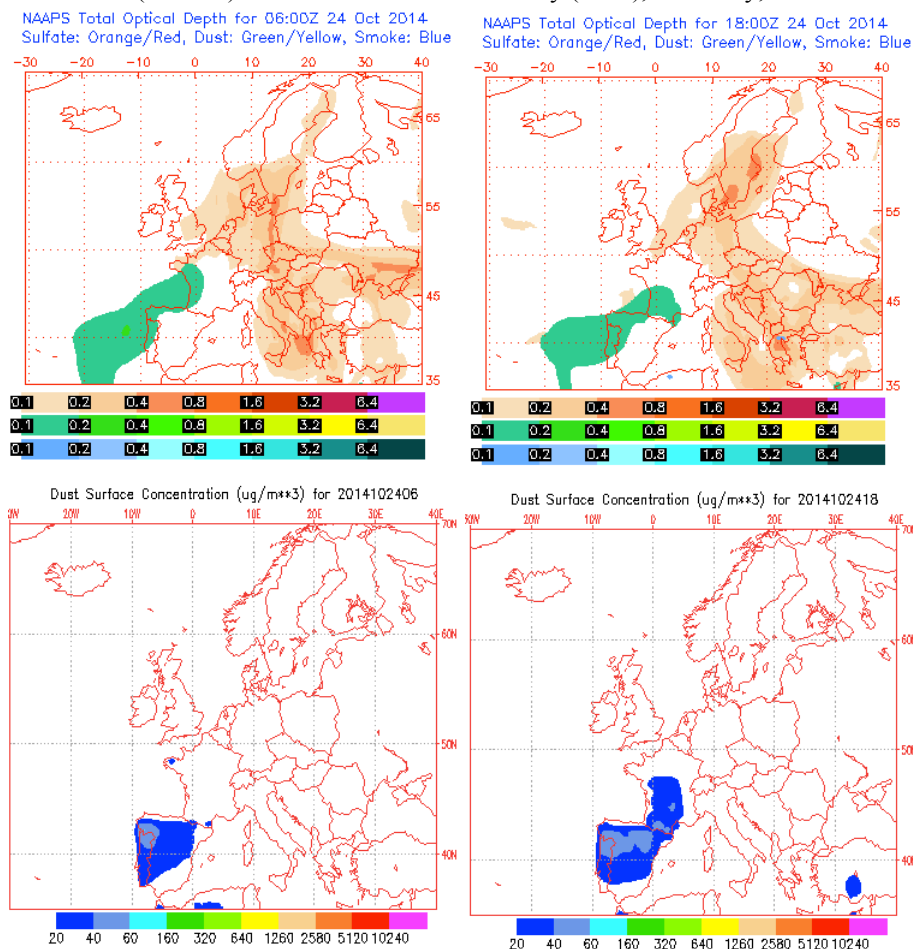 NAAPS Total Optical Depth for 06:00Z 24 Oct 2014
Sulfate: Orange/Red, Dust: Green/Yellow, Smoke: Blue
-30 -20 -10 0 10 20 30 40
65
55
45
35
0.1 0.2 0.4 0.8 1.6 3.2 6.4
0.1 0.2 0.4 0.8 1.6 3.2 6.4
0.1 0.2 0.4 0.8 1.6 3.2 6.4
NAAPS Total Optical Depth for 18:00Z 24 Oct 2014
Sulfate: Orange/Red, Dust: Green/Yellow, Smoke: Blue
-30 -20 -10 0 10 20 30 40
65
55
45
35
0.1 0.2 0.4 0.8 1.6 3.2 6.4
0.1 0.2 0.4 0.8 1.6 3.2 6.4
0.1 0.2 0.4 0.8 1.6 3.2 6.4
Dust Surface Concentration (ug/m**3) for 2014102406
20W 10W 0 10E 20E 30E 40E
70N
60N
50N
40N
20 40 60 160 320 640 1260 2580 5120 10240
Dust Surface Concentration (ug/m**3) for 2014102418
20W 10W 0 10E 20E 30E 40E
70N
60N
50N
40N
20 40 60 160 320 640 1260 2580 5120 10240